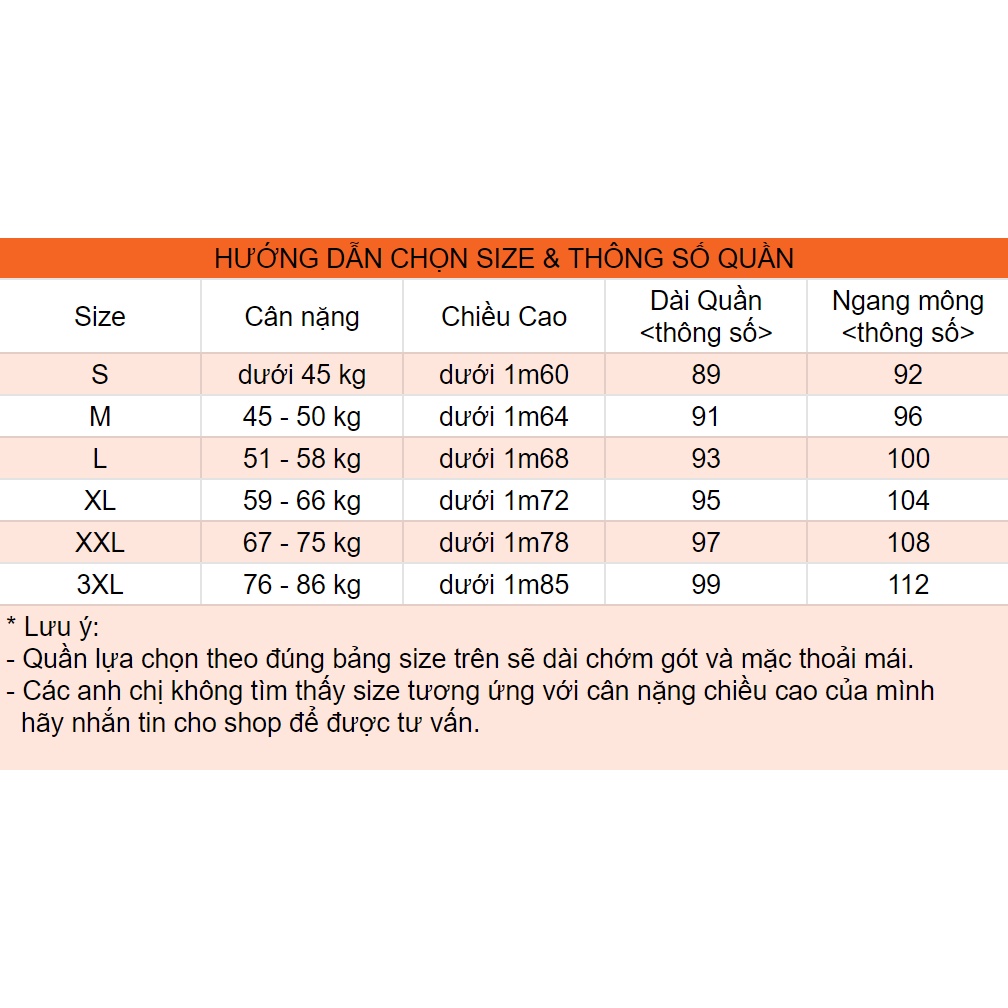 HƯỚNG DẪN CHỌN SIZE & THÔNG SỐ QUẦN
Size Cân nặng Chiều Cao Dài Quần <thông số> Ngang mông <thông số>
S dưới 45 kg dưới 1m60 89 92
M 45 - 50 kg dưới 1m64 91 96
L 51 - 58 kg dưới 1m68 93 100
XL 59 - 66 kg dưới 1m72 95 104
XXL 67 - 75 kg dưới 1m78 97 108
3XL 76 - 86 kg dưới 1m85 99 112
* Lưu ý:
- Quần lựa chọn theo đúng bảng size trên sẽ dài chớm gót và mặc thoải mái.
- Các anh chị không tìm thấy size tương ứng với cân nặng chiều cao của mình
hãy nhắn tin cho shop để được tư vấn.